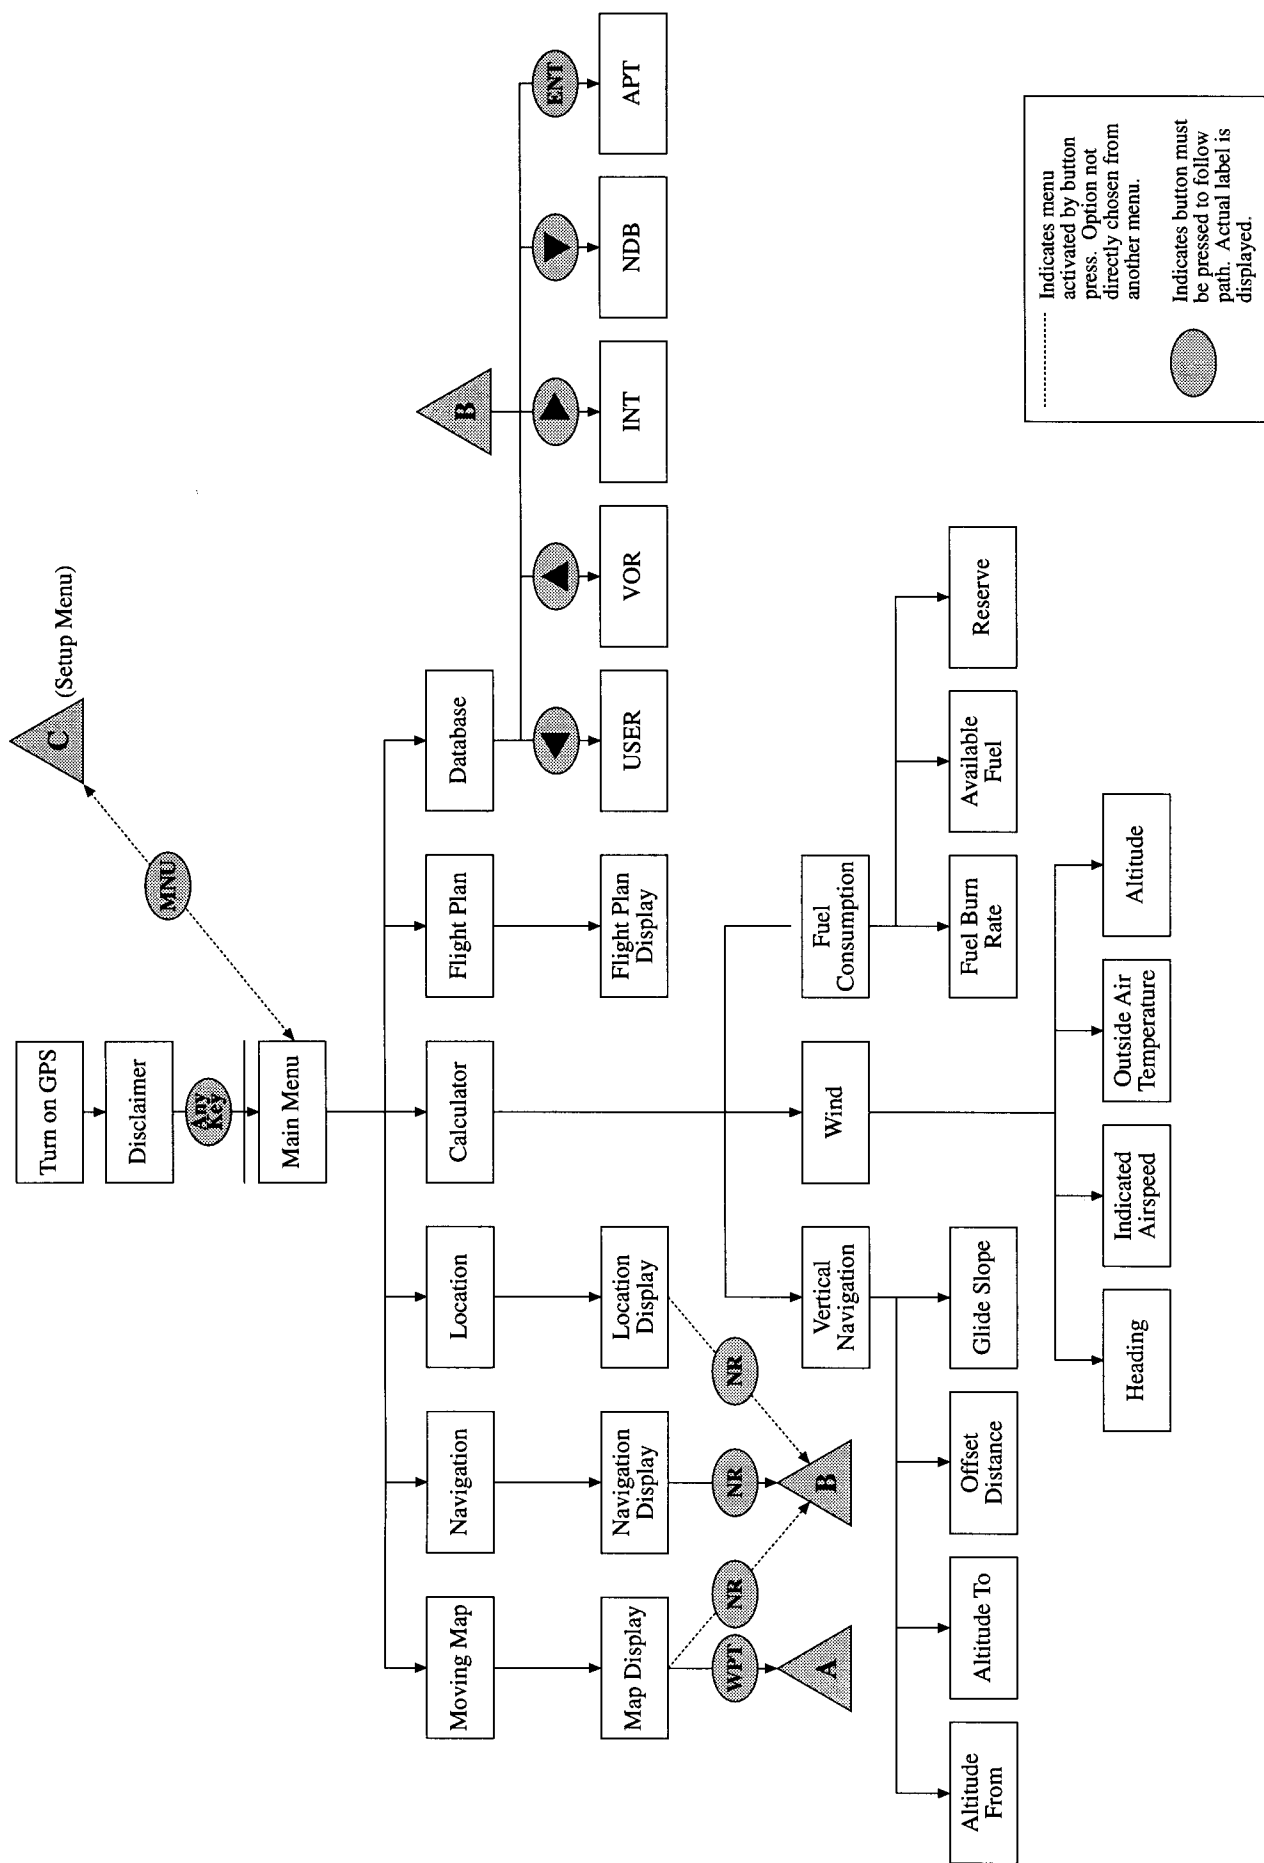 Turn on GPS
C
(Setup Menu)
Disclaimer
MNU
Any
Key
Main Menu
Moving Map
Navigation
Location
Calculator
Flight Plan
Database
B
ENT
Map Display
Navigation
Display
Location
Display
Flight Plan
Display
USER
VOR
INT
NDB
APT
WPT
NR
NR
NR
A
B
Vertical
Navigation
Wind
Fuel
Consumption
Altitude
From
Altitude To
Offset
Distance
Glide Slope
Fuel Burn
Rate
Available
Fuel
Reserve
Heading
Indicated
Airspeed
Outside Air
Temperature
Altitude
Indicates menu
activated by button
press. Option not
directly chosen from
another menu.
Indicates button must
be pressed to follow
path. Actual label is
displayed.